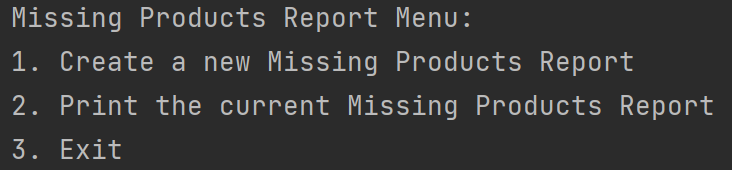 Missing Products Report Menu:
1. Create a new Missing Products Report
2. Print the current Missing Products Report
3. Exit